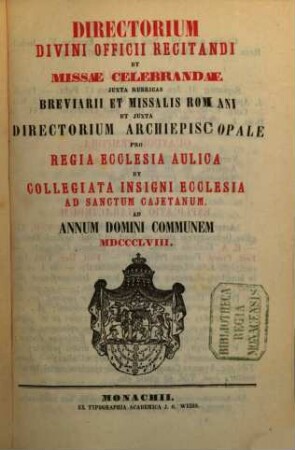 DIRECTORIUM
DIVINI OFFICII RECITANDI
ET
MISSÆ CELEBRANDÆ
JUXTA RUBRICAS
BREVIARII ET MISSALIS ROMANI
ET JUXTA
DIRECTORIUM ARCHIEPISCOPALE
PRO
REGIA ECCLESIA AULICA
ET
COLLEGIATA INSIGNI ECCLESIA
AD SANCTUM CAJETANUM.
AD
ANNUM DOMINI COMMUNEM
MDCCCLVIII.
BIBLIOTHECA
REGIA
MONACENSIS
MONACHII.
EX TYPOGRAPHIA ACADEMICA J. G. WEISS.